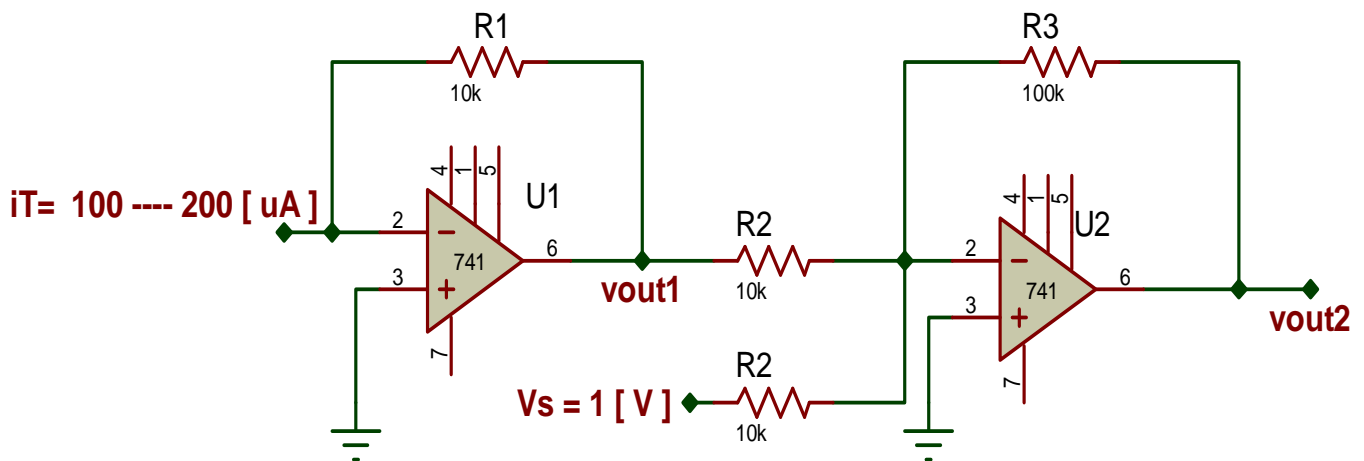 R1
10k
R3
100k
iT= 100 ---- 200 [ uA ]
4
1
5
U1
2
741
6
3
7
vout1
R2
10k
4
1
5
U2
2
741
6
3
7
vout2
Vs = 1 [ V ]
R2
10k